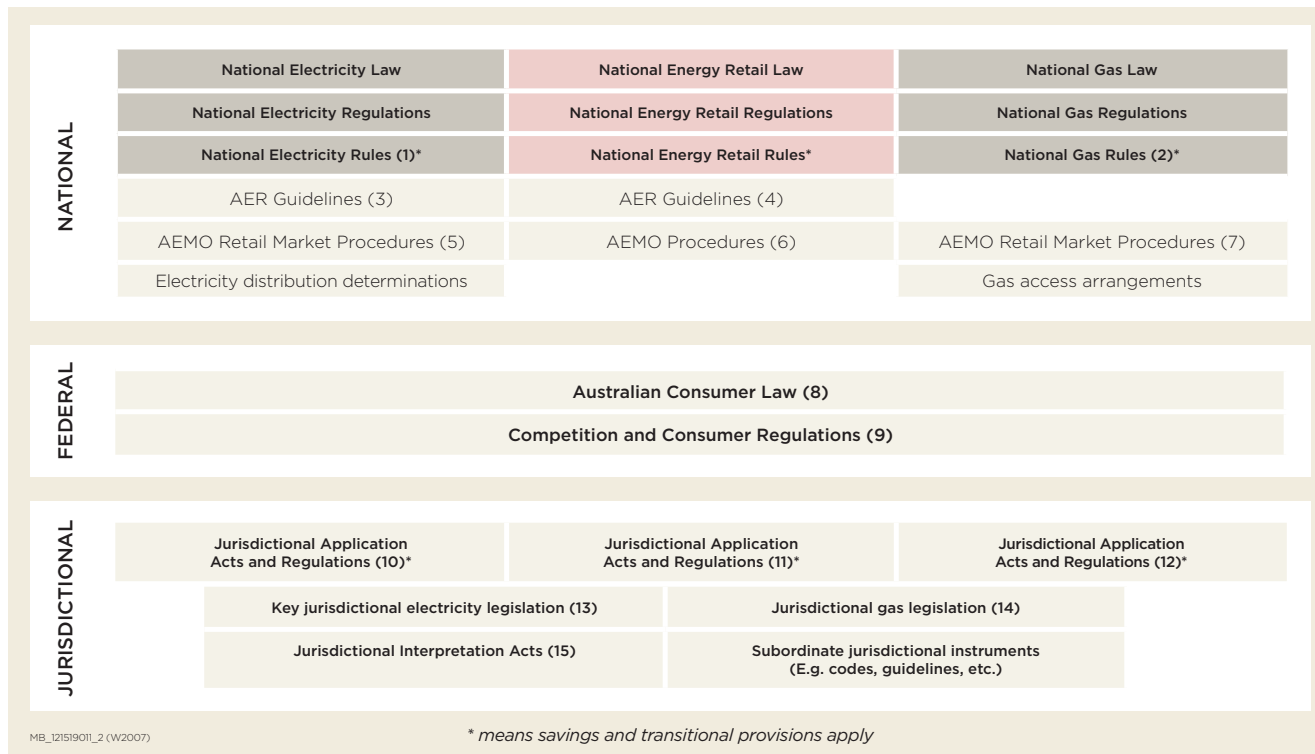 NATIONAL
National Electricity Law
National Energy Retail Law
National Gas Law
National Electricity Regulations
National Energy Retail Regulations
National Gas Regulations
National Electricity Rules (1)*
National Energy Retail Rules*
National Gas Rules (2)*
AER Guidelines (3)
AER Guidelines (4)
AEMO Retail Market Procedures (5)
AEMO Procedures (6)
AEMO Retail Market Procedures (7)
Electricity distribution determinations
Gas access arrangements
FEDERAL
Australian Consumer Law (8)
Competition and Consumer Regulations (9)
JURISDICTIONAL
Jurisdictional Application
Acts and Regulations (10)*
Jurisdictional Application
Acts and Regulations (11)*
Jurisdictional Application
Acts and Regulations (12)*
Key jurisdictional electricity legislation (13)
Jurisdictional gas legislation (14)
Jurisdictional Interpretation Acts (15)
Subordinate jurisdictional instruments
(E.g. codes, guidelines, etc.)
MB_121519011_2 (W2007)
* means savings and transitional provisions apply